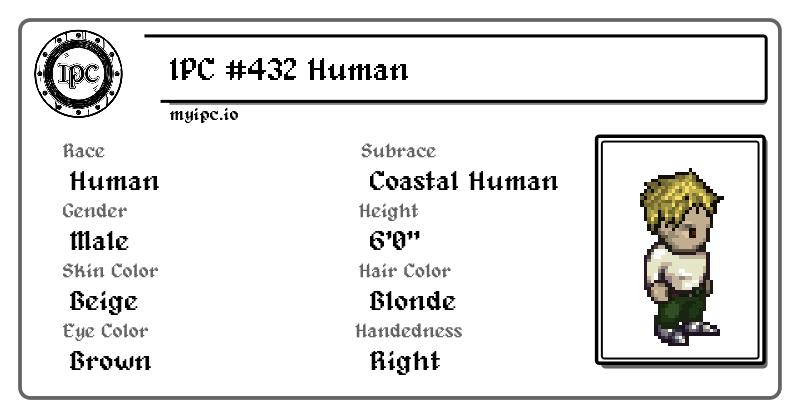 IPC
IPC #432 Human
myipc.io
Race
Human
Subrace
Coastal Human
Gender
Male
Height
6'0"
Skin Color
Beige
Hair Color
Blonde
Eye Color
Brown
Handedness
Right